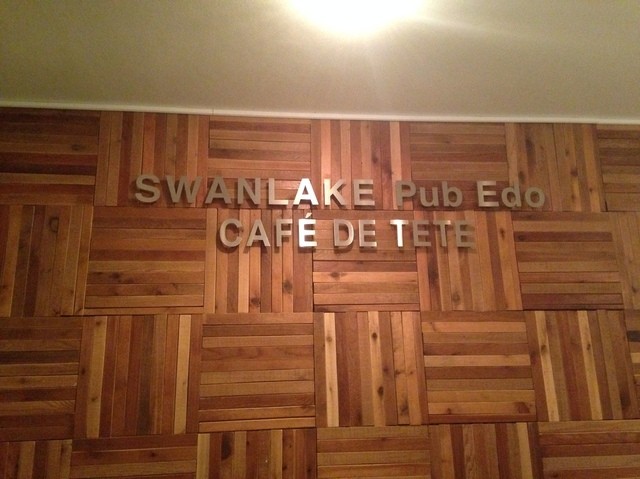 SWANLAKE Pub Edo
CAFÉ DE TETE